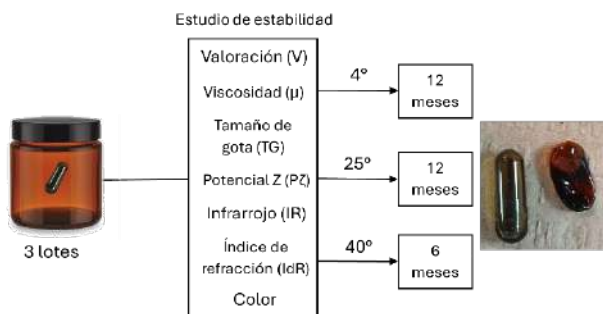 Estudio de estabilidad
Valoración (V)
Viscosidad (μ)
Tamaño de
gota (TG)
Potencial Z (Pζ)
Infrarrojo (IR)
Índice de
refracción (IdR)
Color
3 lotes
4°
12
meses
25°
12
meses
40°
6
meses